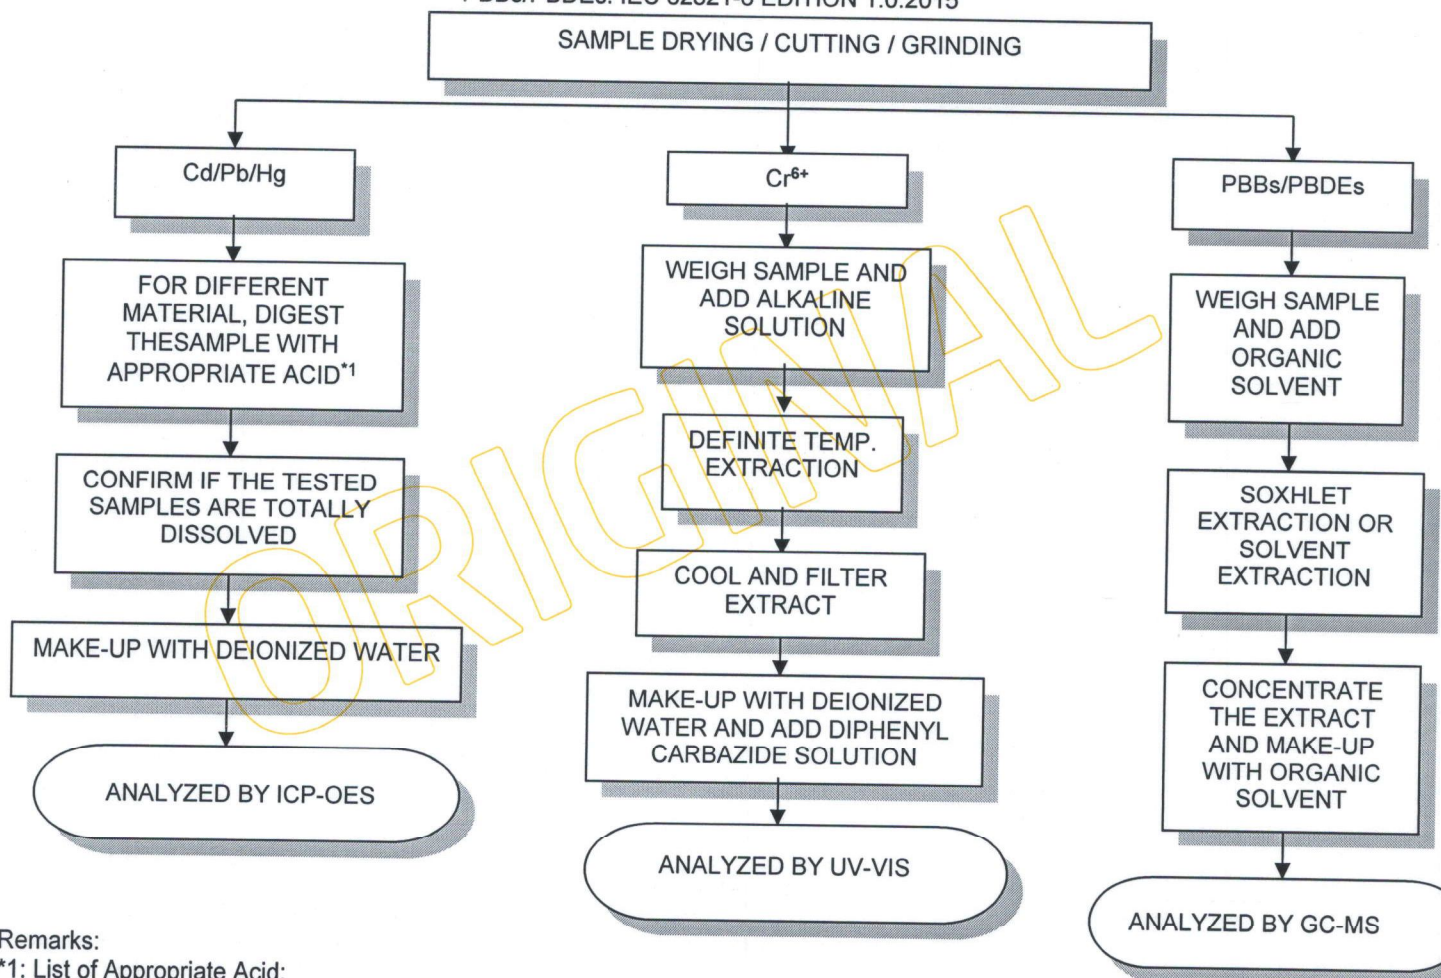 SAMPLE DRYING / CUTTING / GRINDING
Cd/Pb/Hg
FOR DIFFERENT
MATERIAL, DIGEST
THESAMPLE WITH
APPROPRIATE ACID*1
CONFIRM IF THE TESTED
SAMPLES ARE TOTALLY
DISSOLVED
MAKE-UP WITH DEIONIZED WATER
ANALYZED BY ICP-OES
Cr6+
WEIGH SAMPLE AND
ADD ALKALINE
SOLUTION
DEFINITE TEMP.
EXTRACTION
COOL AND FILTER
EXTRACT
MAKE-UP WITH DEIONIZED
WATER AND ADD DIPHENYL
CARBAZIDE SOLUTION
ANALYZED BY UV-VIS
PBBs/PBDEs
WEIGH SAMPLE
AND ADD
ORGANIC
SOLVENT
SOXHLET
EXTRACTION OR
SOLVENT
EXTRACTION
CONCENTRATE
THE EXTRACT
AND MAKE-UP
WITH ORGANIC
SOLVENT
ANALYZED BY GC-MS
ORIGINAL
Remarks:
*1: List of Appropriate Acid: